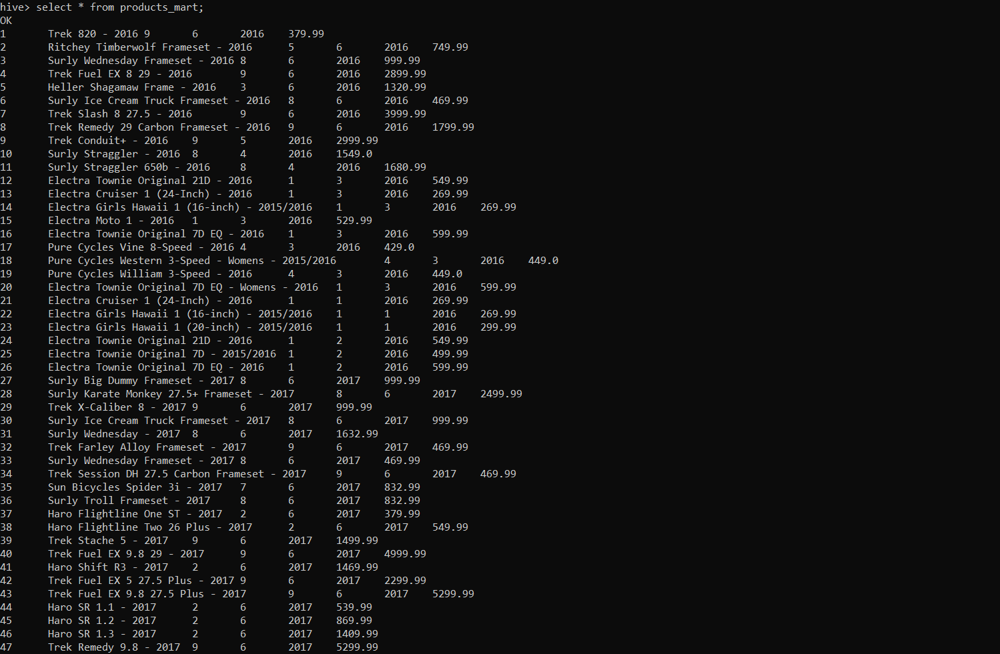 hive> select * from products_mart;
OK
1 Trek 820 - 2016 9 6 2016 379.99
2 Ritchey Timberwolf Frameset - 2016 5 6 2016 749.99
3 Surly Wednesday Frameset - 2016 8 6 2016 999.99
4 Trek Fuel EX 8 29 - 2016 9 6 2016 2899.99
5 Heller Shagamaw Frame - 2016 3 6 2016 1320.99
6 Surly Ice Cream Truck Frameset - 2016 8 6 2016 469.99
7 Trek Slash 8 27.5 - 2016 9 6 2016 3999.99
8 Trek Remedy 29 Carbon Frameset - 2016 9 6 2016 1799.99
9 Trek Conduit+ - 2016 9 5 2016 2999.99
10 Surly Straggler - 2016 8 4 2016 1549.0
11 Surly Straggler 650b - 2016 8 4 2016 1680.99
12 Electra Townie Original 21D - 2016 1 3 2016 549.99
13 Electra Cruiser 1 (24-Inch) - 2016 1 3 2016 269.99
14 Electra Girls Hawaii 1 (16-inch) - 2015/2016 1 3 2016 269.99
15 Electra Moto 1 - 2016 1 3 2016 529.99
16 Electra Townie Original 7D EQ - 2016 1 3 2016 599.99
17 Pure Cycles Vine 8-Speed - 2016 4 3 2016 429.0
18 Pure Cycles Western 3-Speed - Womens - 2015/2016 4 3 2016 449.0
19 Pure Cycles William 3-Speed - 2016 4 3 2016 449.0
20 Electra Townie Original 7D EQ - Womens - 2016 1 3 2016 599.99
21 Electra Cruiser 1 (24-Inch) - 2016 1 1 2016 269.99
22 Electra Girls Hawaii 1 (16-inch) - 2015/2016 1 1 2016 269.99
23 Electra Girls Hawaii 1 (20-inch) - 2015/2016 1 1 2016 299.99
24 Electra Townie Original 21D - 2016 1 2 2016 549.99
25 Electra Townie Original 7D - 2015/2016 1 2 2016 499.99
26 Electra Townie Original 7D EQ - 2016 1 2 2016 599.99
27 Surly Big Dummy Frameset - 2017 8 6 2017 999.99
28 Surly Karate Monkey 27.5+ Frameset - 2017 8 6 2017 2499.99
29 Trek X-Caliber 8 - 2017 9 6 2017 999.99
30 Surly Ice Cream Truck Frameset - 2017 8 6 2017 999.99
31 Surly Wednesday - 2017 8 6 2017 1632.99
32 Trek Farley Alloy Frameset - 2017 9 6 2017 469.99
33 Surly Wednesday Frameset - 2017 8 6 2017 469.99
34 Trek Session DH 27.5 Carbon Frameset - 2017 9 6 2017 469.99
35 Sun Bicycles Spider 3i - 2017 7 6 2017 832.99
36 Surly Troll Frameset - 2017 8 6 2017 832.99
37 Haro Flightline One ST - 2017 2 6 2017 379.99
38 Haro Flightline Two 26 Plus - 2017 2 6 2017 549.99
39 Trek Stache 5 - 2017 9 6 2017 1499.99
40 Trek Fuel EX 9.8 29 - 2017 9 6 2017 4999.99
41 Haro Shift R3 - 2017 2 6 2017 1469.99
42 Trek Fuel EX 5 27.5 Plus - 2017 9 6 2017 2299.99
43 Trek Fuel EX 9.8 27.5 Plus - 2017 9 6 2017 5299.99
44 Haro SR 1.1 - 2017 2 6 2017 539.99
45 Haro SR 1.2 - 2017 2 6 2017 869.99
46 Haro SR 1.3 - 2017 2 6 2017 1409.99
47 Trek Remedy 9.8 - 2017 9 6 2017 5299.99